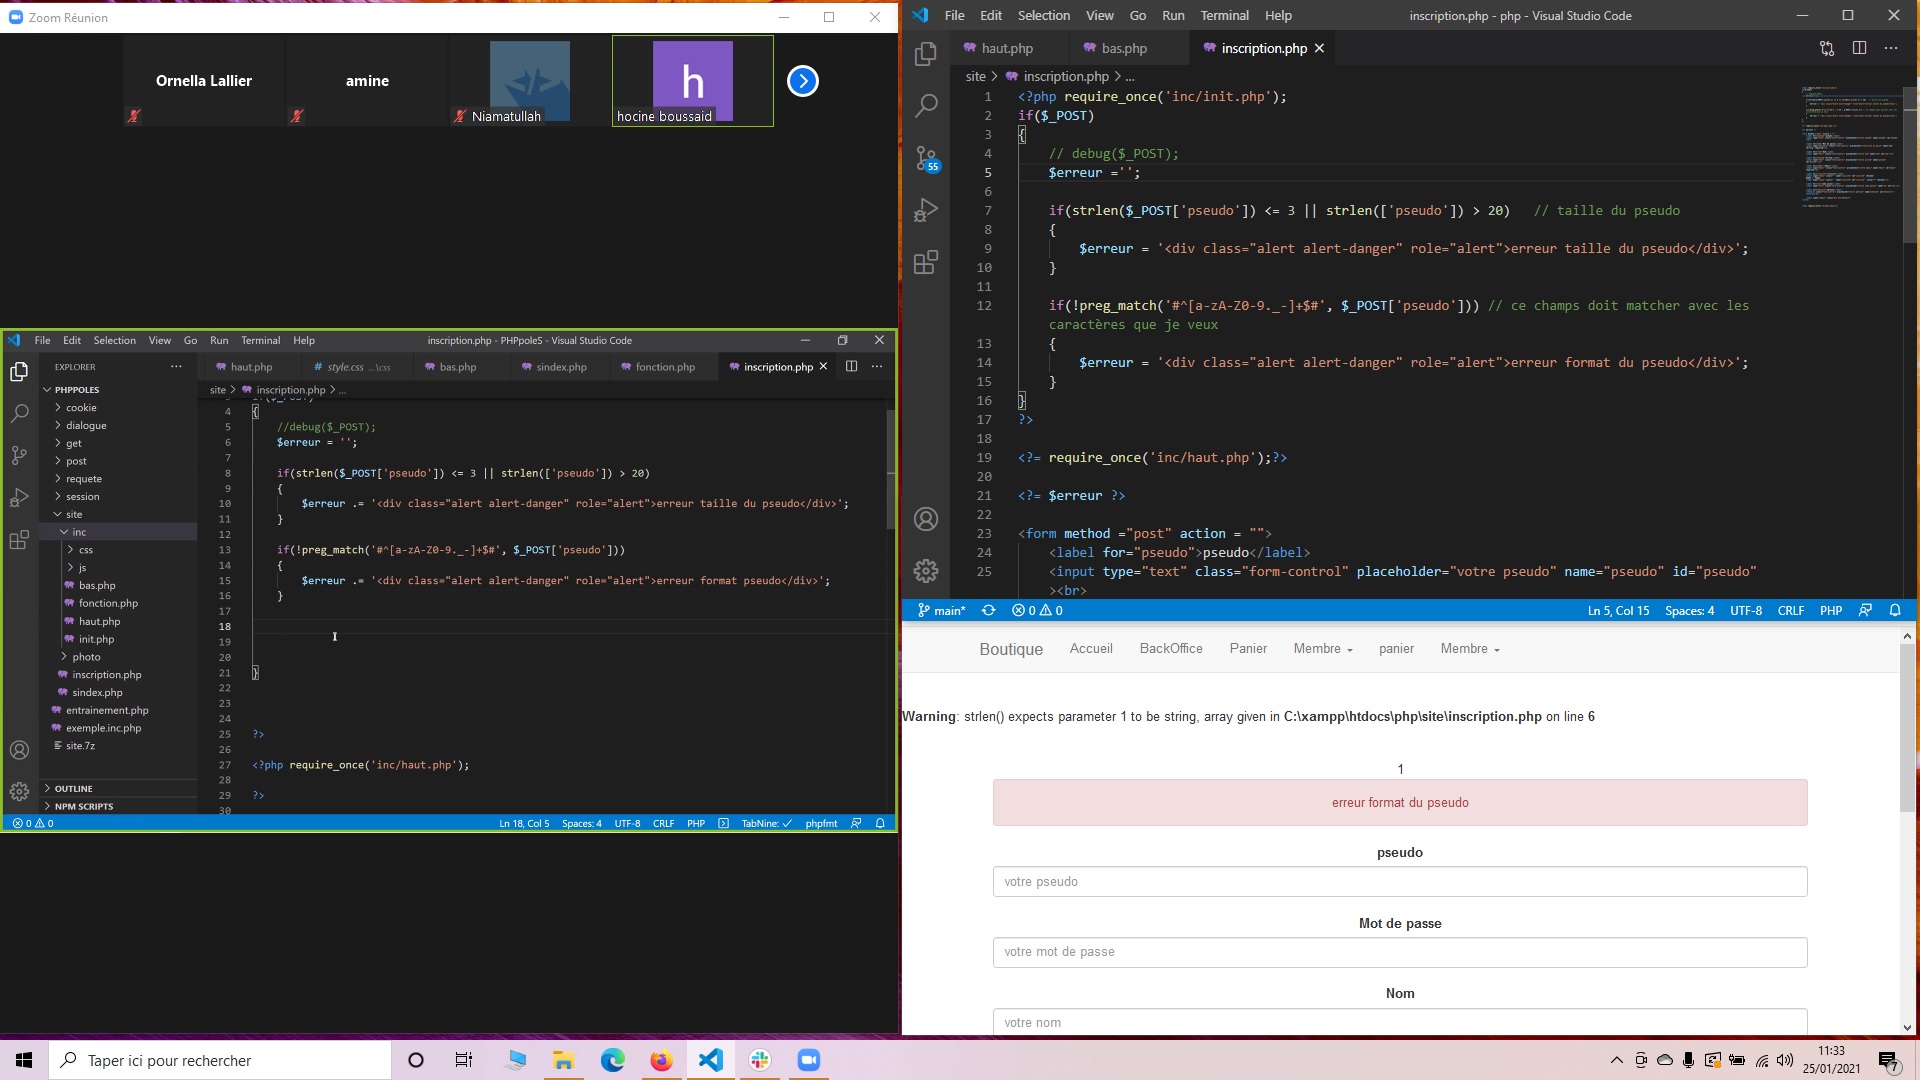 Zoom Réunion
Ornella Lallier
amine
Niamatullah
h
hocine boussaid
File Edit Selection View Go Run Terminal Help
inscription.php - PHPpoleS - Visual Studio Code
EXPLORER
haut.php
style.css ...\css
bas.php
sindex.php
fonction.php
inscription.php
PHPPOLES
site > inscription.php > ...
cookie
dialogue
get
post
requete
session
site
inc
css
js
bas.php
fonction.php
haut.php
init.php
photo
inscription.php
sindex.php
entrainement.php
exemple.inc.php
site.7z
OUTLINE
NPM SCRIPTS
4 {
5 //debug($_POST);
6 $erreur = '';
7
8 if(strlen($_POST['pseudo']) <= 3 || strlen(['pseudo']) > 20)
9 {
10 $erreur .= '<div class="alert alert-danger" role="alert">erreur taille du pseudo</div>';
11 }
12
13 if(!preg_match('#^[a-zA-Z0-9._-]+$#', $_POST['pseudo']))
14 {
15 $erreur .= '<div class="alert alert-danger" role="alert">erreur format pseudo</div>';
16 }
17
18
19
20
21 }
22
23
24
25 ?>
26
27 <?php require_once('inc/haut.php');
28
29 ?>
30
0 0
Ln 18, Col 5 Spaces: 4 UTF-8 CRLF PHP TabNine: phpfmt
File Edit Selection View Go Run Terminal Help
inscription.php - php - Visual Studio Code
haut.php
bas.php
inscription.php
55
site > inscription.php > ...
1 <?php require_once('inc/init.php');
2 if($_POST)
3 {
4 // debug($_POST);
5 $erreur ='';
6
7 if(strlen($_POST['pseudo']) <= 3 || strlen(['pseudo']) > 20) // taille du pseudo
8 {
9 $erreur = '<div class="alert alert-danger" role="alert">erreur taille du pseudo</div>';
10 }
11
12 if(!preg_match('#^[a-zA-Z0-9._-]+$#', $_POST['pseudo'])) // ce champs doit matcher avec les
caractères que je veux
13 {
14 $erreur = '<div class="alert alert-danger" role="alert">erreur format du pseudo</div>';
15 }
16 }
17 ?>
18
19 <?= require_once('inc/haut.php');?>
20
21 <?= $erreur ?>
22
23 <form method ="post" action = "">
24 <label for="pseudo">pseudo</label>
25 <input type="text" class="form-control" placeholder="votre pseudo" name="pseudo" id="pseudo"
><br>
main* 0 0
Ln 5, Col 15 Spaces: 4 UTF-8 CRLF PHP
Boutique Accueil BackOffice Panier Membre panier Membre
Warning: strlen() expects parameter 1 to be string, array given in C:\xampp\htdocs\php\site\inscription.php on line 6
1
erreur format du pseudo
pseudo
votre pseudo
Mot de passe
votre mot de passe
Nom
votre nom
Taper ici pour rechercher
11:33
25/01/2021
7